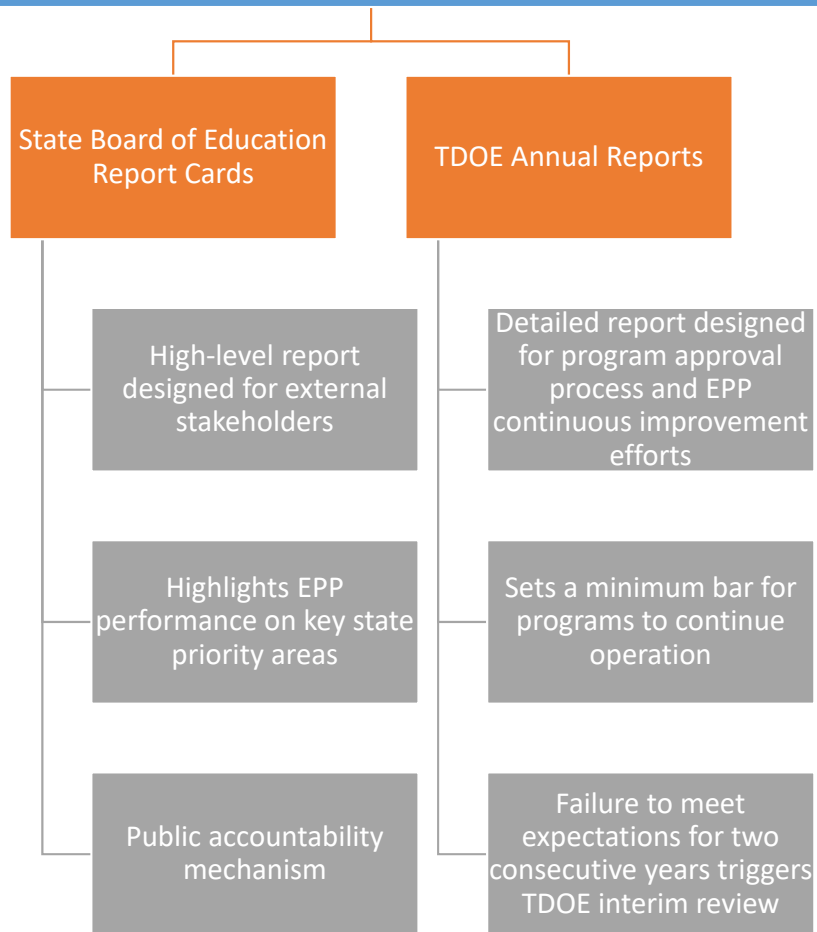 State Board of Education
Report Cards
TDOE Annual Reports
High-level report
designed for external
stakeholders
Detailed report designed
for program approval
process and EPP
continuous improvement
efforts
Highlights EPP
performance on key state
priority areas
Sets a minimum bar for
programs to continue
operation
Public accountability
mechanism
Failure to meet
expectations for two
consecutive years triggers
TDOE interim review